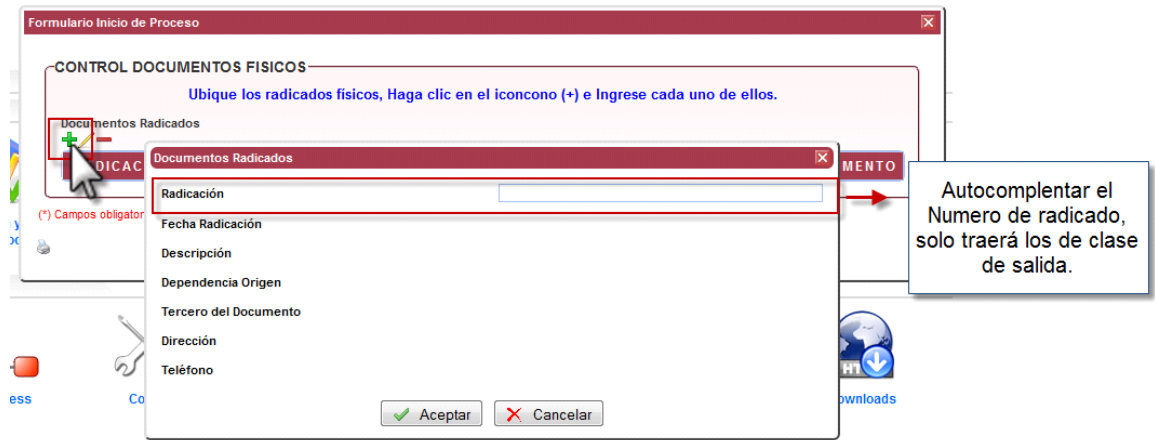 Formulario Inicio de Proceso
CONTROL DOCUMENTOS FISICOS
Ubique los radicados físicos, Haga clic en el iconcono (+) e Ingrese cada uno de ellos.
Documentos Radicados
DICAC
MENTO
Documentos Radicados
Radicación
Fecha Radicación
Descripción
Dependencia Origen
Tercero del Documento
Dirección
Teléfono
Aceptar
Cancelar
(*) Campos obligator
Autocomplentar el
Numero de radicado,
solo traerá los de clase
de salida.
ess
Co
ownloads